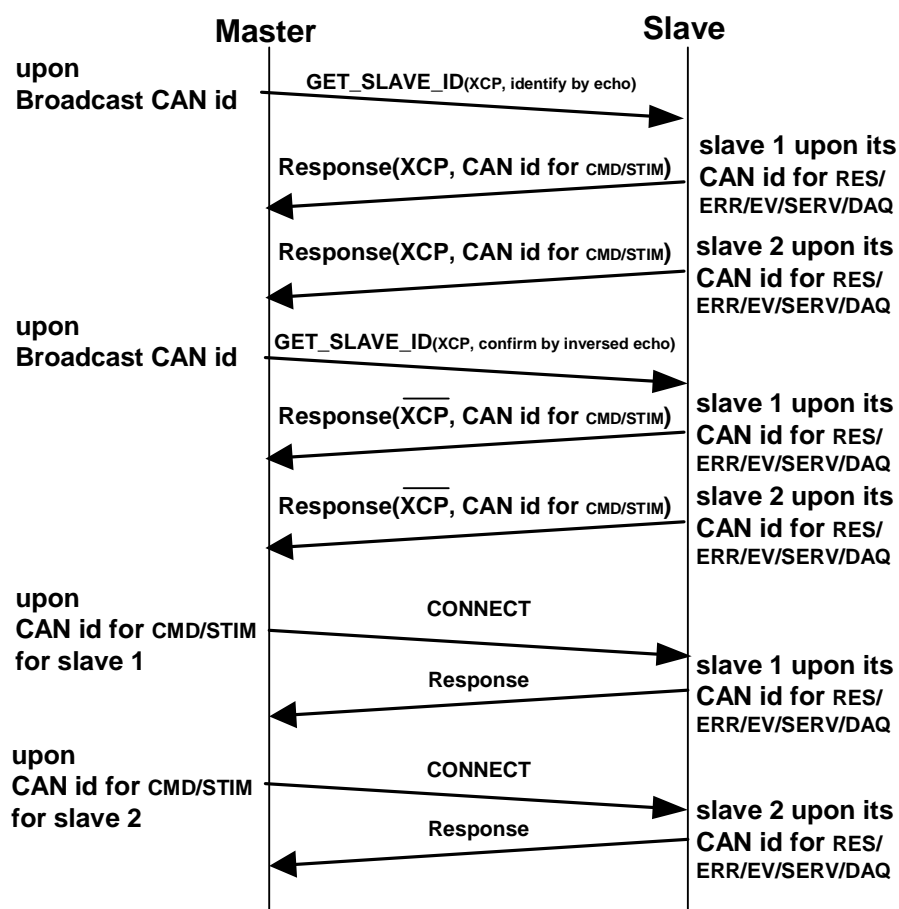 Master
Slave
upon
Broadcast CAN id
GET_SLAVE_ID(XCP, identify by echo)
slave 1 upon its
CAN id for RES/
ERR/EV/SERV/DAQ
Response(XCP, CAN id for CMD/STIM)
slave 2 upon its
CAN id for RES/
ERR/EV/SERV/DAQ
Response(XCP, CAN id for CMD/STIM)
upon
Broadcast CAN id
GET_SLAVE_ID(XCP, confirm by inversed echo)
slave 1 upon its
CAN id for RES/
ERR/EV/SERV/DAQ
Response(X̅C̅P̅, CAN id for CMD/STIM)
slave 2 upon its
CAN id for RES/
ERR/EV/SERV/DAQ
Response(X̅C̅P̅, CAN id for CMD/STIM)
upon
CAN id for CMD/STIM
for slave 1
CONNECT
slave 1 upon its
CAN id for RES/
ERR/EV/SERV/DAQ
Response
upon
CAN id for CMD/STIM
for slave 2
CONNECT
slave 2 upon its
CAN id for RES/
ERR/EV/SERV/DAQ
Response